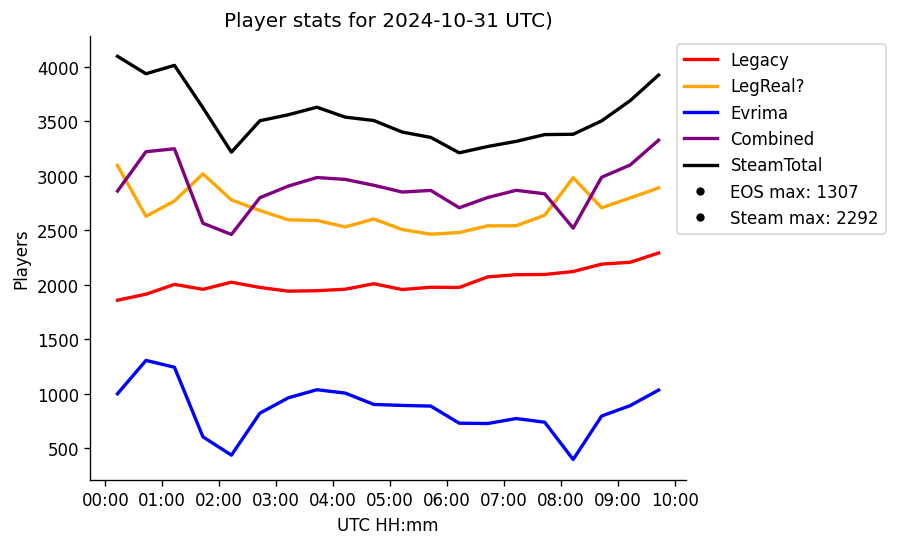 Player stats for 2024-10-31 UTC)
Legacy
LegReal?
Evrima
Combined
SteamTotal
EOS max: 1307
Steam max: 2292
Players
4000
3500
3000
2500
2000
1500
1000
500
00:00 01:00 02:00 03:00 04:00 05:00 06:00 07:00 08:00 09:00 10:00
UTC HH:mm